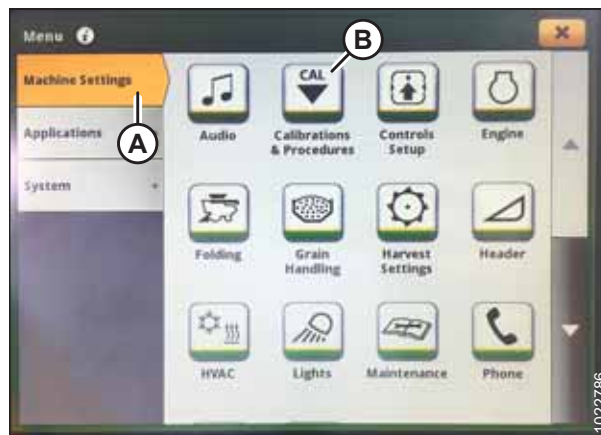 Menu i
B
Machine Settings
A
Applications
System
CAL
Audio
Calibrations
& Procedures
Controls
Setup
Engine
Folding
Grain
Handling
Harvest
Settings
Header
HVAC
Lights
Maintenance
Phone
1022786